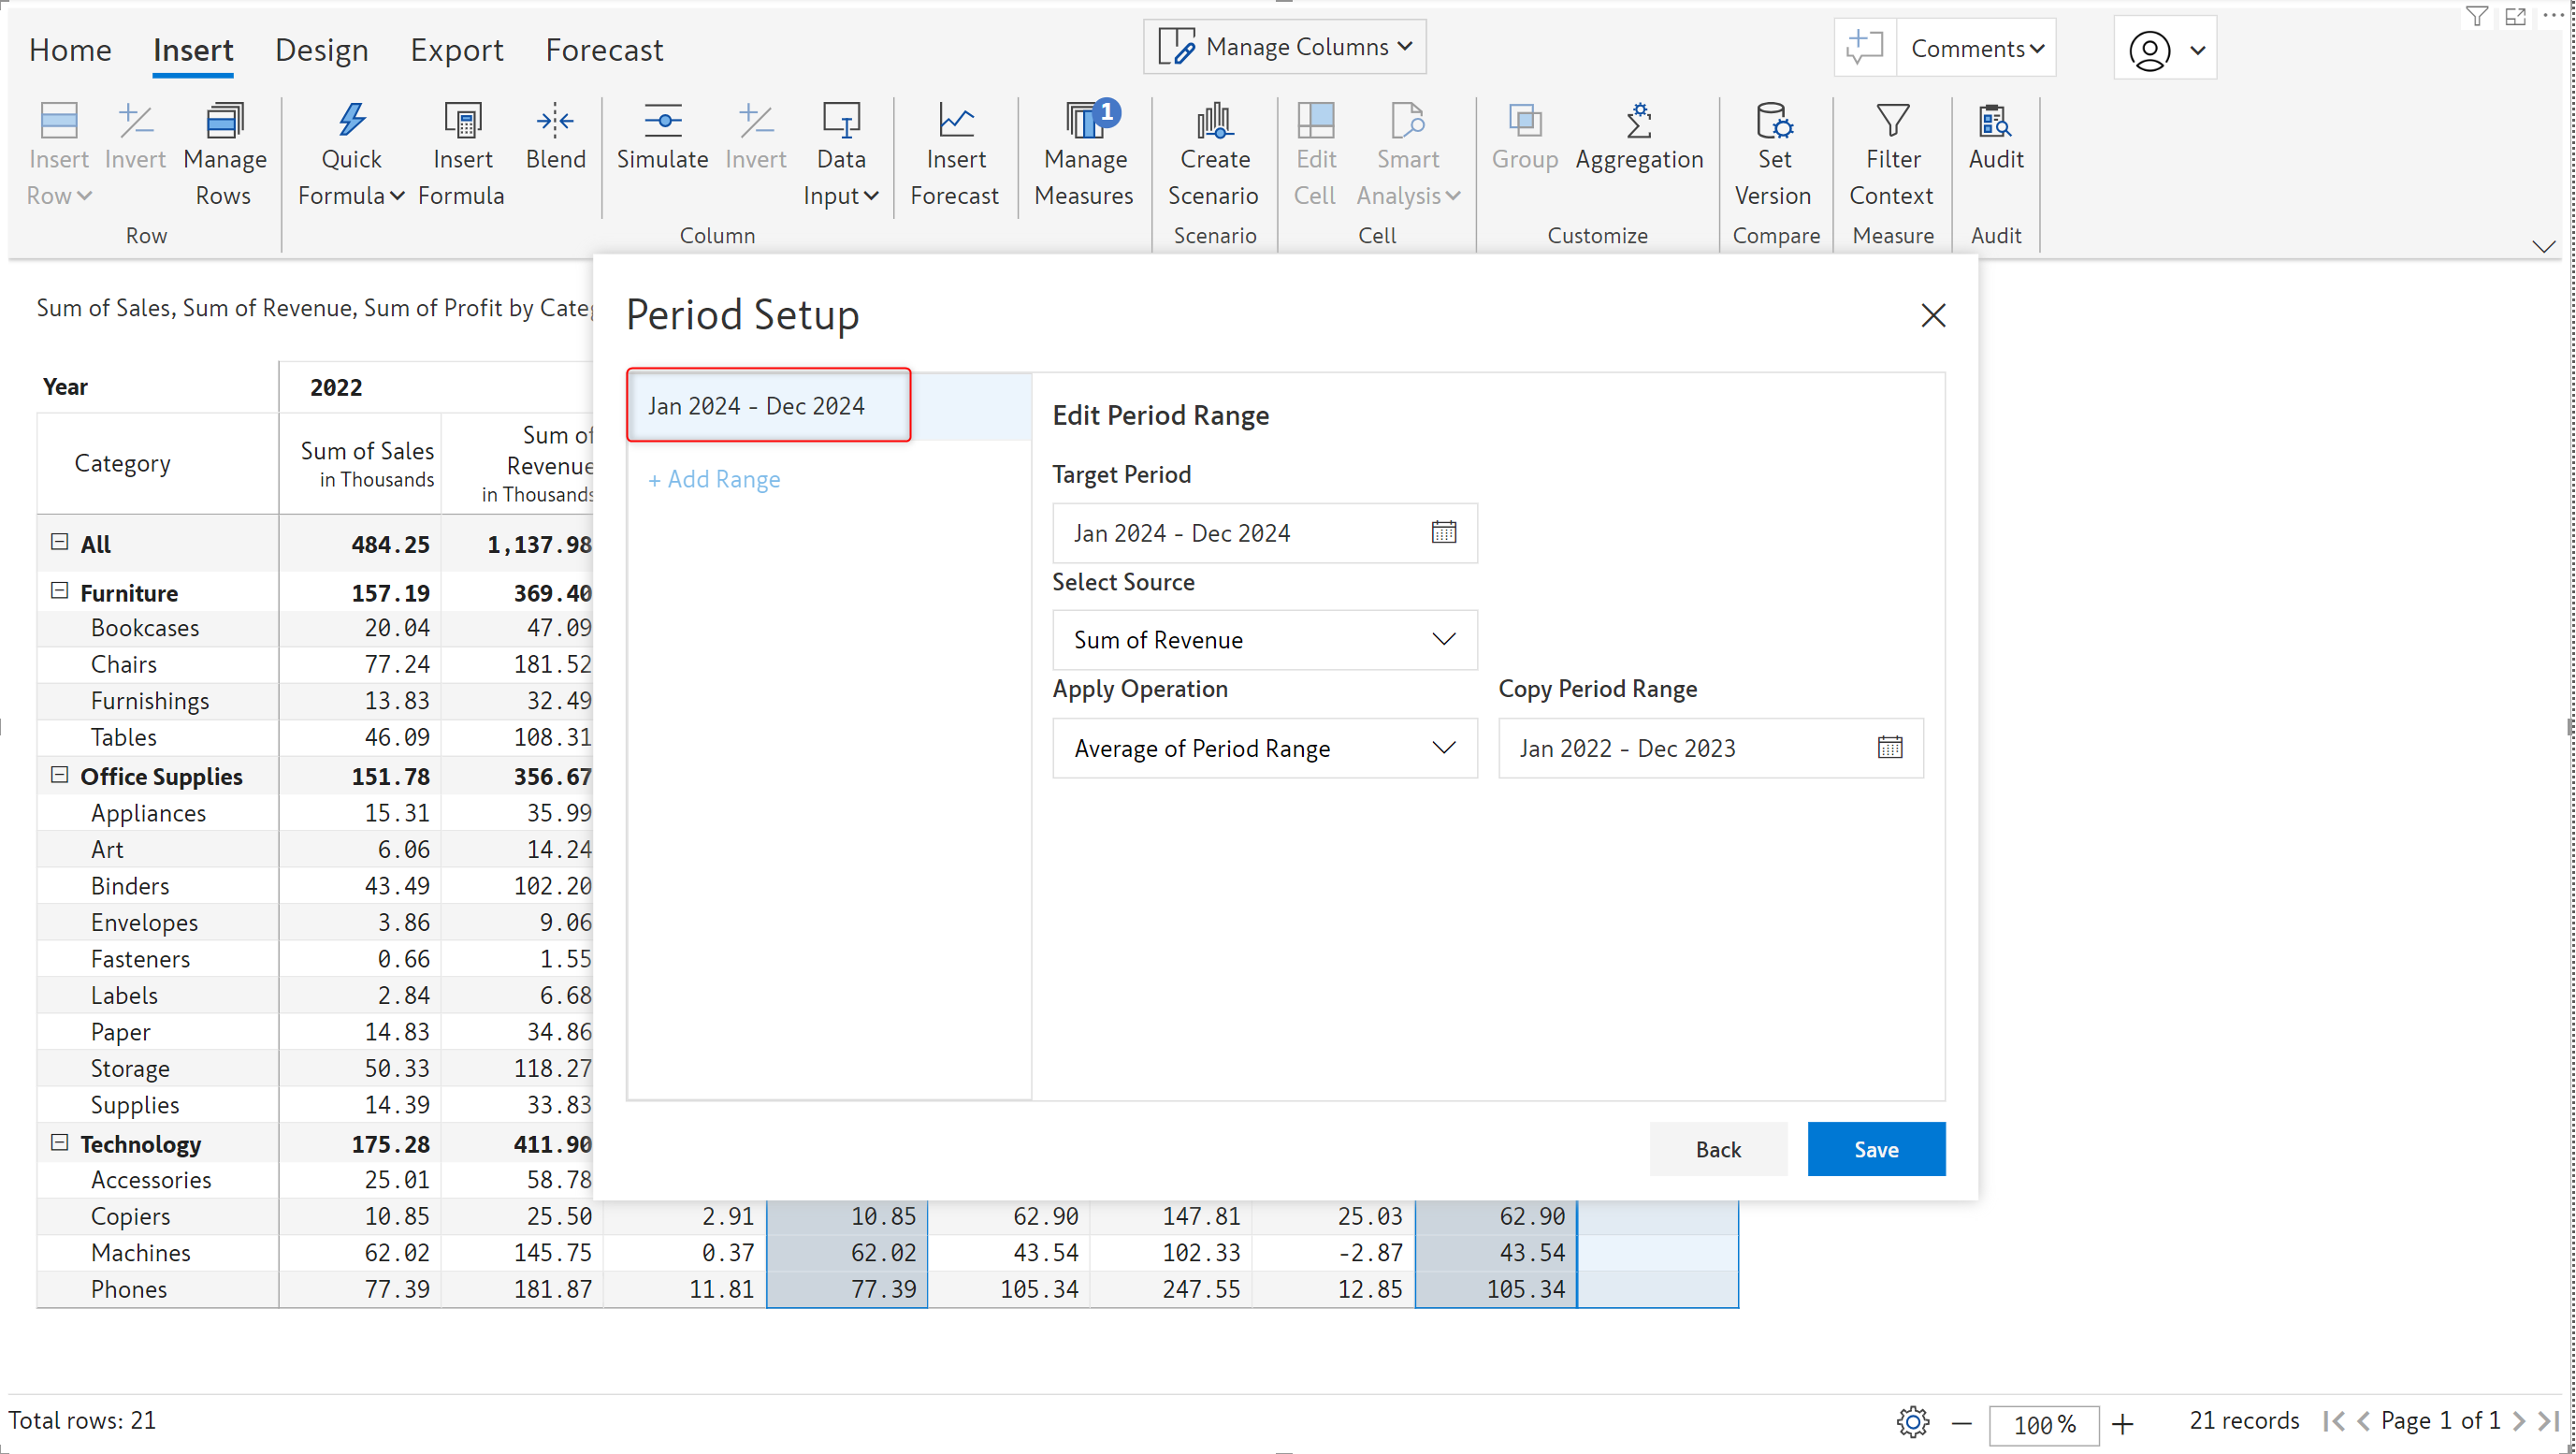 Home Insert Design Export Forecast
Manage Columns
Comments
Insert Row
Invert
Manage Rows
Row
Quick Formula
Insert Formula
Blend
Simulate
Invert
Data Input
Insert Forecast
1
Manage Measures
Column
Create Scenario
Scenario
Edit Cell
Smart Analysis
Cell
Group
Aggregation
Customize
Set Version
Compare
Filter Context
Measure
Audit
Audit
Sum of Sales, Sum of Revenue, Sum of Profit by Categ
Year 2022
Category
Sum of Sales
in Thousands
Sum of
Revenue
in Thousands
All 484.25 1,137.98
Furniture 157.19 369.40
Bookcases 20.04 47.09
Chairs 77.24 181.52
Furnishings 13.83 32.49
Tables 46.09 108.31
Office Supplies 151.78 356.67
Appliances 15.31 35.99
Art 6.06 14.24
Binders 43.49 102.20
Envelopes 3.86 9.06
Fasteners 0.66 1.55
Labels 2.84 6.68
Paper 14.83 34.86
Storage 50.33 118.27
Supplies 14.39 33.83
Technology 175.28 411.90
Accessories 25.01 58.78
Copiers 10.85 25.50 2.91 10.85 62.90 147.81 25.03 62.90
Machines 62.02 145.75 0.37 62.02 43.54 102.33 -2.87 43.54
Phones 77.39 181.87 11.81 77.39 105.34 247.55 12.85 105.34
Period Setup
Jan 2024 - Dec 2024
+ Add Range
Edit Period Range
Target Period
Jan 2024 - Dec 2024
Select Source
Sum of Revenue
Apply Operation
Average of Period Range
Copy Period Range
Jan 2022 - Dec 2023
Back
Save
Total rows: 21
100 %
21 records
Page 1 of 1